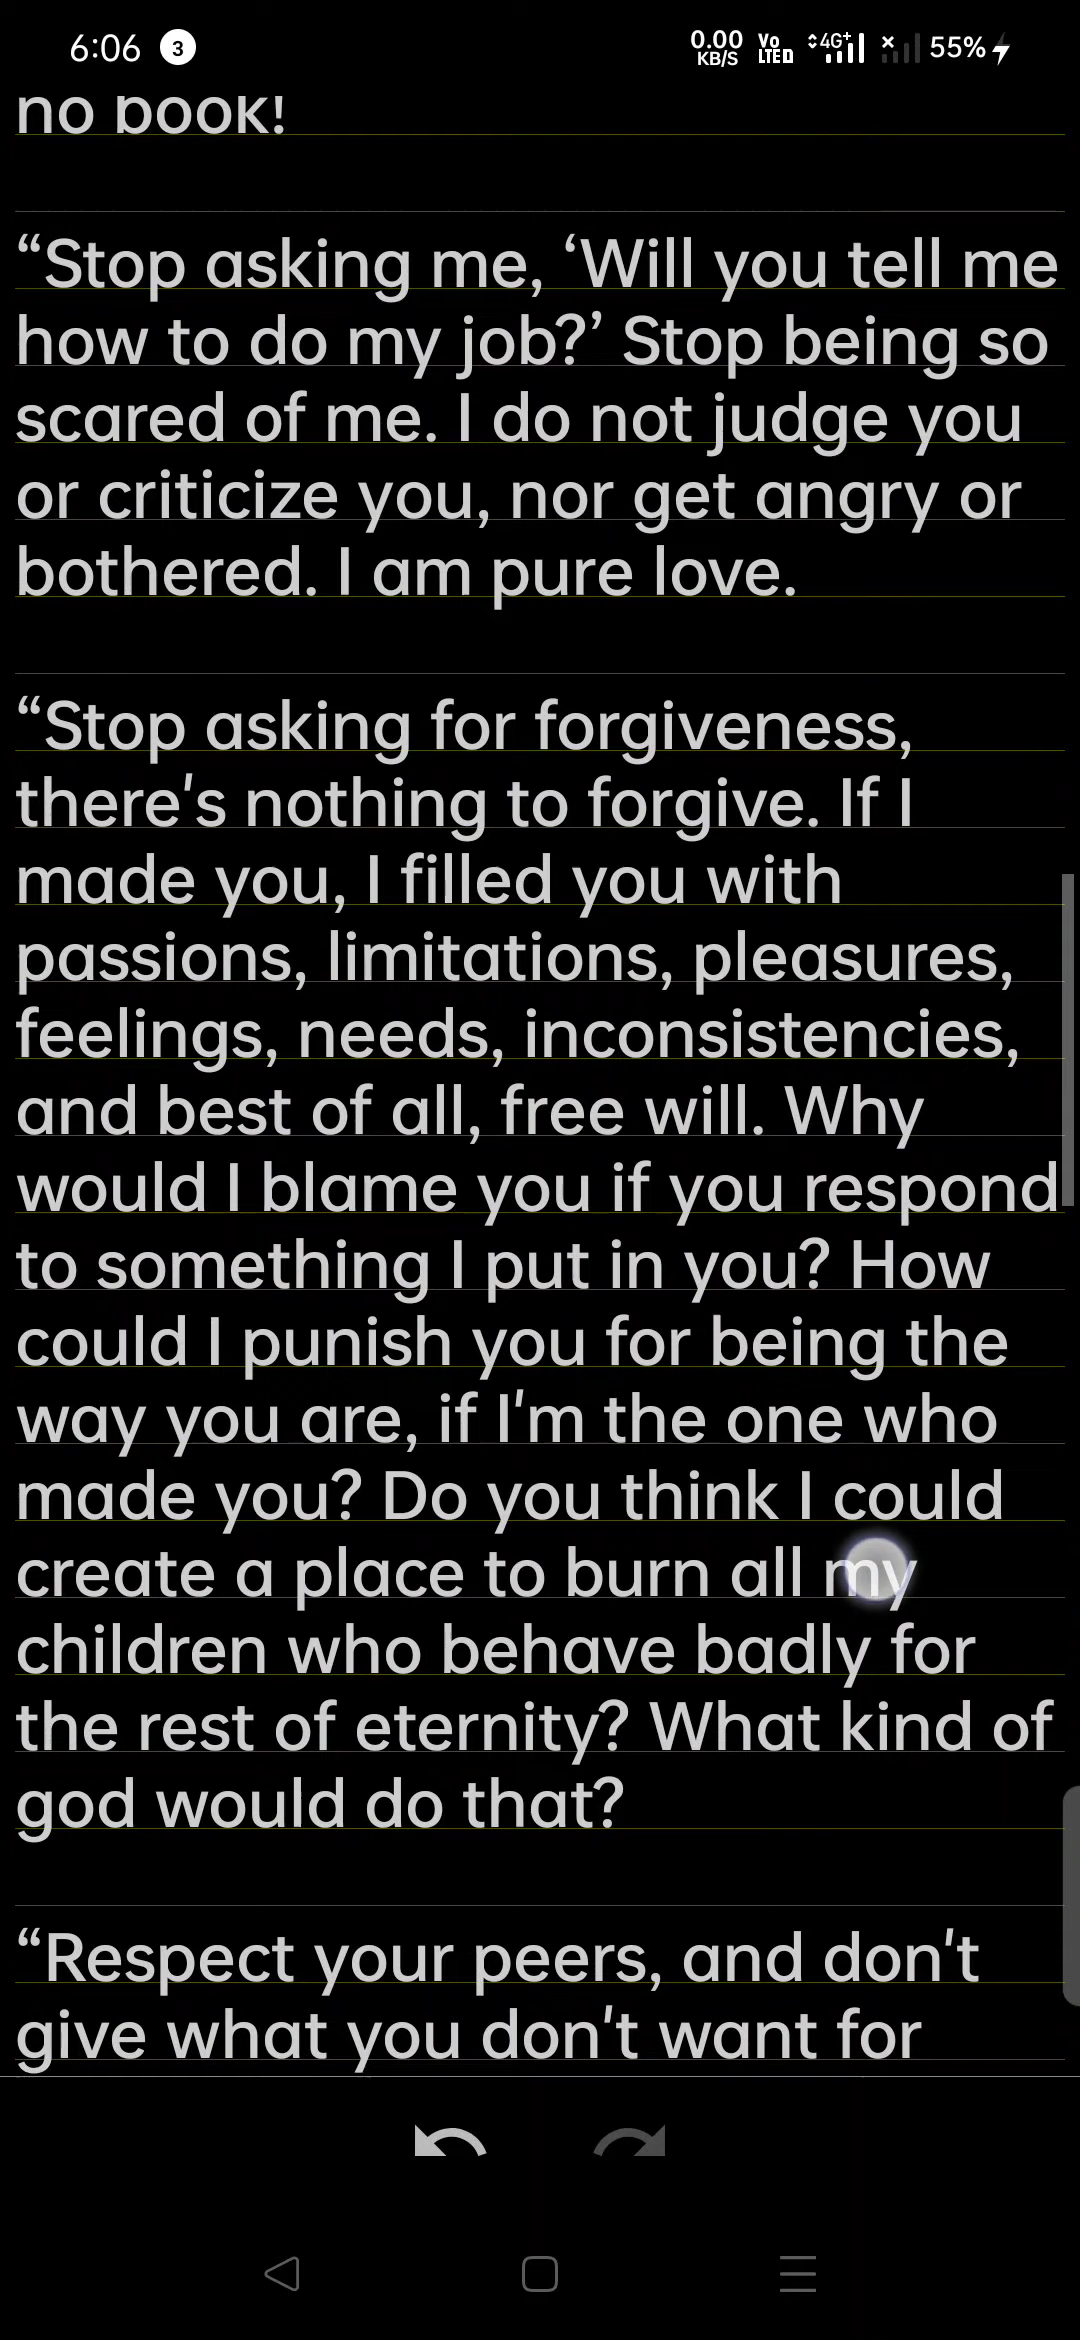 6:06 3 0.00 KB/S Vo LTE D 4G+ 55%
no book!
“Stop asking me, ‘Will you tell me
how to do my job?’ Stop being so
scared of me. I do not judge you
or criticize you, nor get angry or
bothered. I am pure love.
“Stop asking for forgiveness,
there's nothing to forgive. If I
made you, I filled you with
passions, limitations, pleasures,
feelings, needs, inconsistencies,
and best of all, free will. Why
would I blame you if you respond
to something I put in you? How
could I punish you for being the
way you are, if I'm the one who
made you? Do you think I could
create a place to burn all my
children who behave badly for
the rest of eternity? What kind of
god would do that?
“Respect your peers, and don't
give what you don't want for